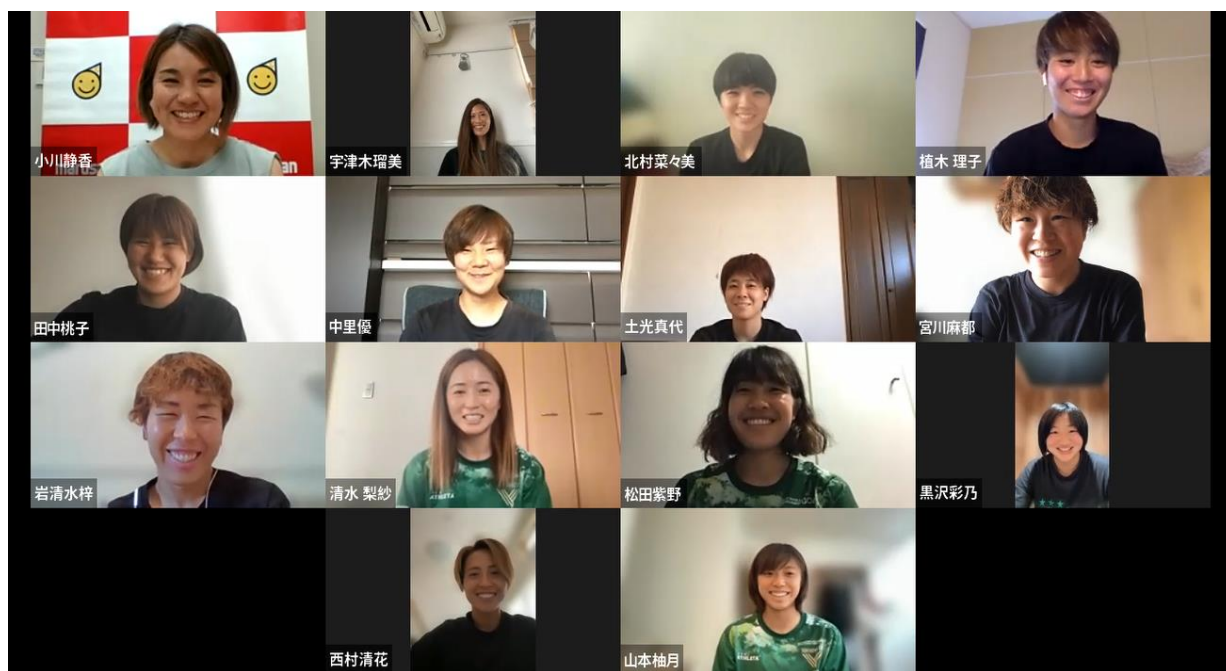 小川静香
宇津木瑠美
北村菜々美
植木 理子
田中桃子
中里優
土光真代
宮川麻都
岩清水梓
清水 梨紗
ATHLETA
松田紫野
黒沢彩乃
西村清花
山本柚月
ATHLETA